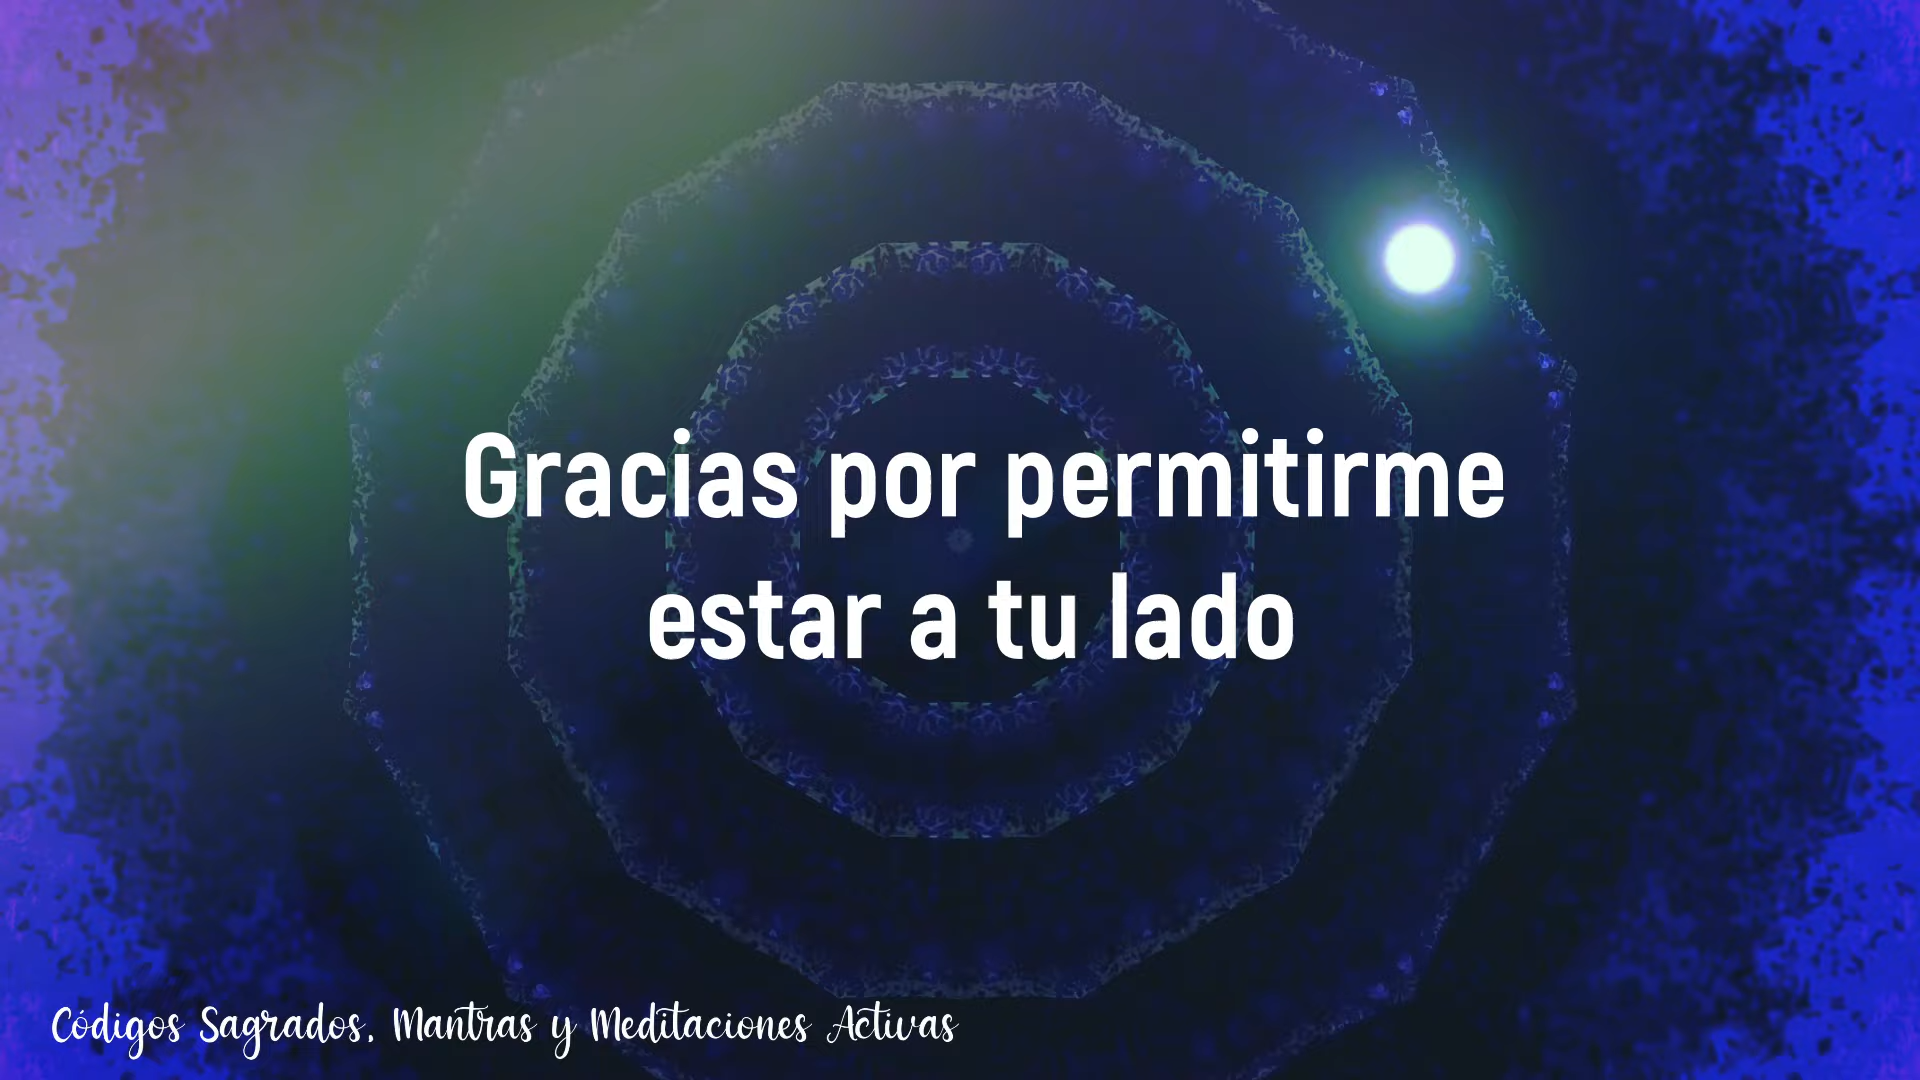 Gracias por permitirme
estar a tu lado
Códigos Sagrados, Mantras y Meditaciones Activas